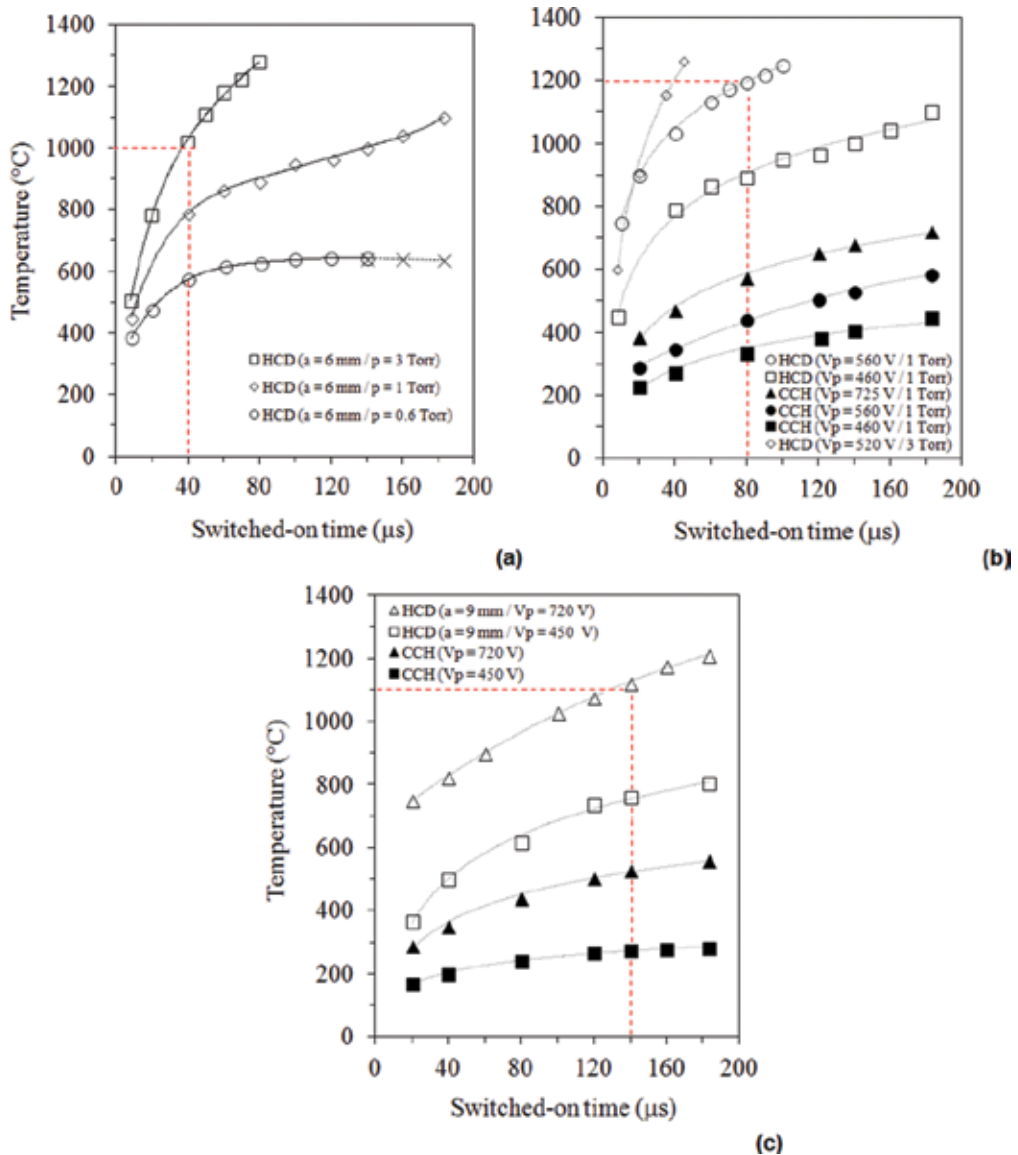 1400
1200
1000
800
600
400
200
0
Temperature (°C)
HCD (a = 6 mm / p = 3 Torr)
HCD (a = 6 mm / p = 1 Torr)
HCD (a = 6 mm / p = 0.6 Torr)
0 40 80 120 160 200
Switched-on time (µs)
(a)
1400
1200
1000
800
600
400
200
0
HCD (Vp = 560 V / 1 Torr)
HCD (Vp = 460 V / 1 Torr)
CCH (Vp = 725 V / 1 Torr)
CCH (Vp = 560 V / 1 Torr)
CCH (Vp = 460 V / 1 Torr)
HCD (Vp = 520 V / 3 Torr)
0 40 80 120 160 200
Switched-on time (µs)
(b)
1400
1200
1000
800
600
400
200
0
Temperature (°C)
HCD (a = 9 mm / Vp = 720 V)
HCD (a = 9 mm / Vp = 450 V)
CCH (Vp = 720 V)
CCH (Vp = 450 V)
0 40 80 120 160 200
Switched-on time (µs)
(c)